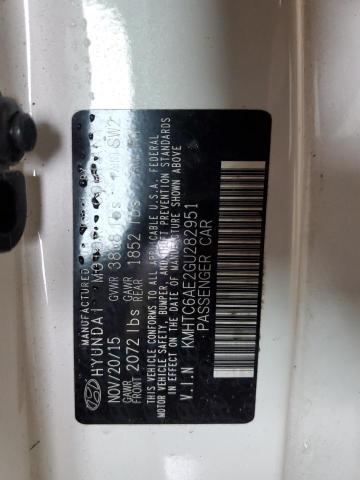 MANUFACTURED
HYUNDAI MO
NOV/20/15 GVWR 3858 lbs
GAWR FRONT 2072 lbs GAWR REAR 1852 lbs
THIS VEHICLE CONFORMS TO ALL APPLICABLE U.S.A. FEDERAL
MOTOR VEHICLE SAFETY, BUMPER, AND THEFT PREVENTION STANDARDS
IN EFFECT ON THE DATE OF MANUFACTURE SHOWN ABOVE
V.I.N KMHTC6AE2GU282951
PASSENGER CAR